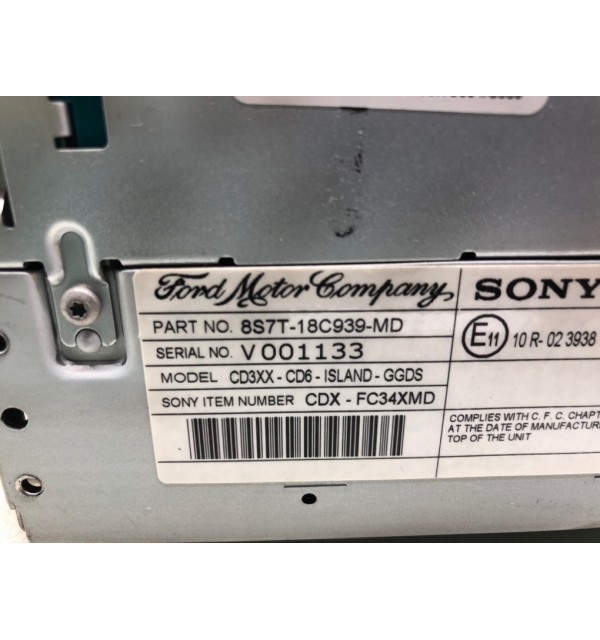 Ford Motor Company
SONY
PART NO. 8S7T-18C939-MD
SERIAL NO. V001133
E11 10 R- 02 3938
MODEL CD3XX - CD6 - ISLAND - GGDS
SONY ITEM NUMBER CDX - FC34XMD
COMPLIES WITH C. F. C. CHAPT
AT THE DATE OF MANUFACTUR
TOP OF THE UNIT